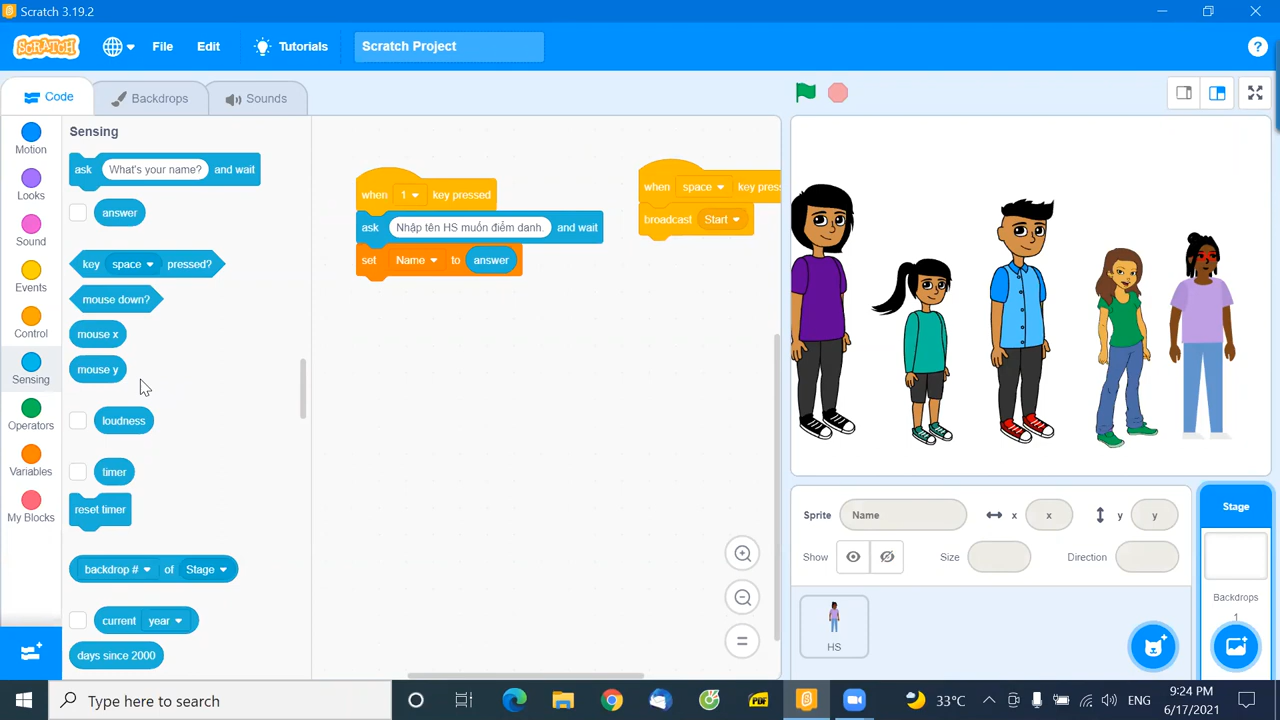 Scratch 3.19.2
SCRATCH
File
Edit
Tutorials
Scratch Project
?
Code
Backdrops
Sounds
Motion
Looks
Sound
Events
Control
Sensing
Operators
Variables
My Blocks
Sensing
ask What's your name? and wait
answer
key space pressed?
mouse down?
mouse x
mouse y
loudness
timer
reset timer
backdrop # of Stage
current year
days since 2000
when 1 key pressed
ask Nhập tên HS muốn điểm danh. and wait
set Name to answer
when space key pres
broadcast Start
Sprite Name x x y y
Show Size Direction
HS
Stage
Backdrops
1
Type here to search
PDF
33°C
ENG
9:24 PM
6/17/2021